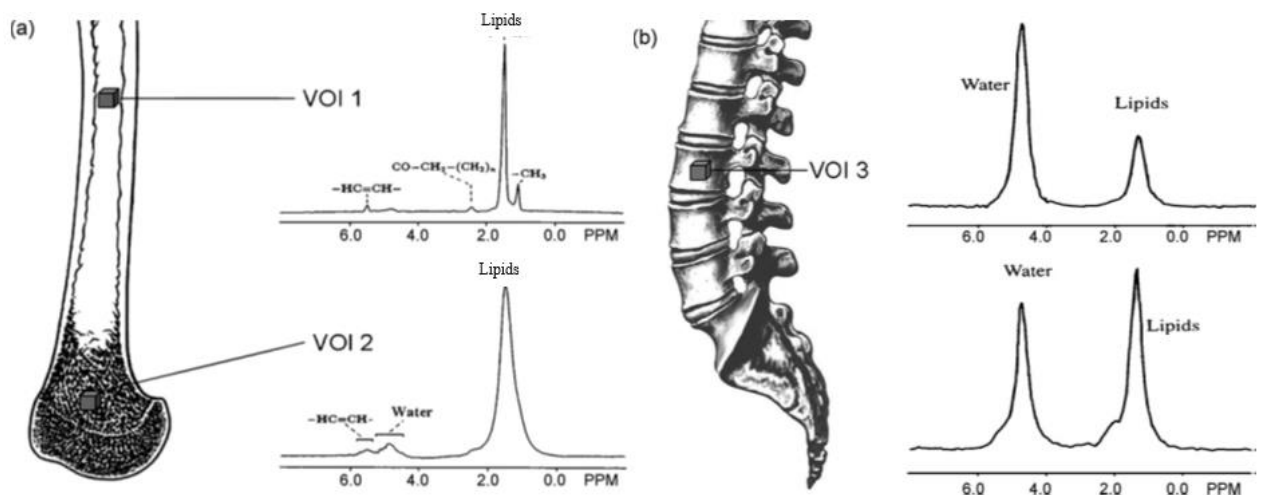 (a)
Lipids
VOI 1
CO-CH₂-(CH₂)ₙ
-CH₃
-HC=CH-
6.0 4.0 2.0 0.0 PPM
Lipids
VOI 2
-HC=CH-
Water
6.0 4.0 2.0 0.0 PPM
(b)
Water
Lipids
VOI 3
6.0 4.0 2.0 0.0 PPM
Water
Lipids
6.0 4.0 2.0 0.0 PPM